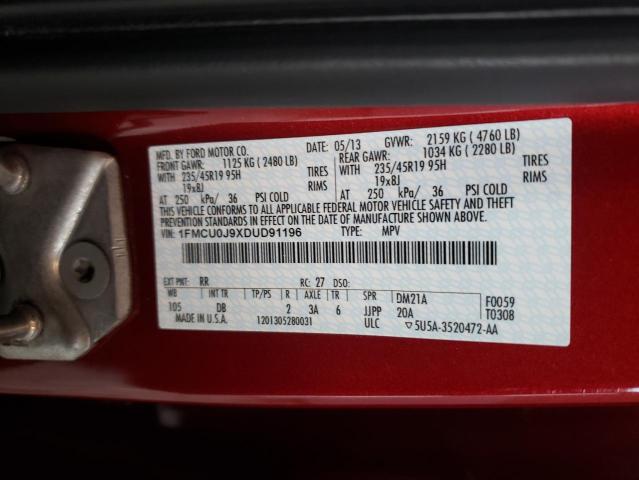 MFD. BY FORD MOTOR CO. DATE: 05/13 GVWR: 2159 KG ( 4760 LB)
FRONT GAWR: 1125 KG ( 2480 LB) REAR GAWR: 1034 KG ( 2280 LB)
WITH 235/45R19 95H TIRES WITH 235/45R19 95H TIRES
19x8J RIMS 19x8J RIMS
AT 250 kPa/ 36 PSI COLD AT 250 kPa/ 36 PSI COLD
THIS VEHICLE CONFORMS TO ALL APPLICABLE FEDERAL MOTOR VEHICLE SAFETY AND THEFT
PREVENTION STANDARDS IN EFFECT ON THE DATE OF MANUFACTURE SHOWN ABOVE.
VIN: 1FMCU0J9XDUD91196 TYPE: MPV
EXT PNT: RR RC: 27 DSO:
WB INT TR TP/PS R AXLE TR SPR DM21A F0059
105 DB 2 3A 6 JJPP 20A T0308
MADE IN U.S.A. 1201305280031 ULC 5U5A-3520472-AA